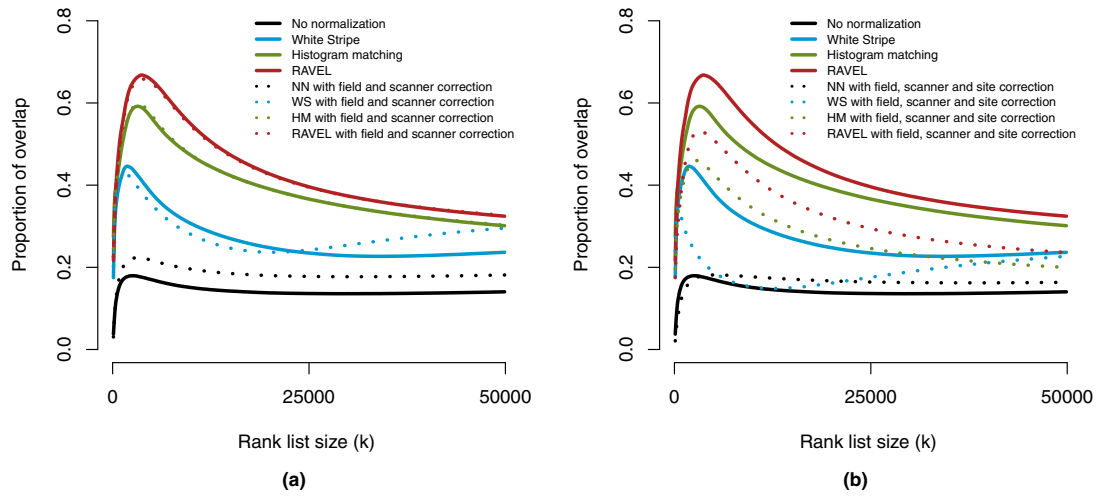 0.8
0.6
0.4
0.2
0.0
Proportion of overlap
No normalization
White Stripe
Histogram matching
RAVEL
NN with field and scanner correction
WS with field and scanner correction
HM with field and scanner correction
RAVEL with field and scanner correction
0
25000
50000
Rank list size (k)
(a)
0.8
0.6
0.4
0.2
0.0
Proportion of overlap
No normalization
White Stripe
Histogram matching
RAVEL
NN with field, scanner and site correction
WS with field, scanner and site correction
HM with field, scanner and site correction
RAVEL with field, scanner and site correction
0
25000
50000
Rank list size (k)
(b)